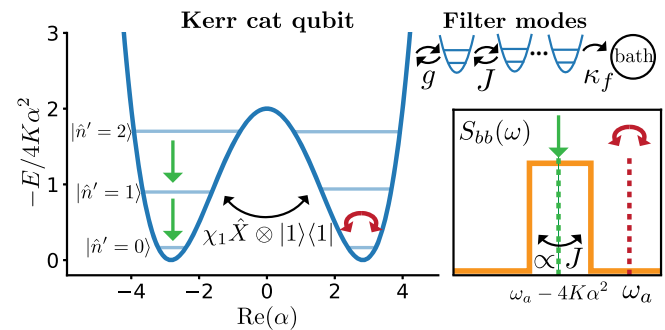 Kerr cat qubit
−E/4Kα²
3
2
1
0
|n̂′ = 2⟩
|n̂′ = 1⟩
|n̂′ = 0⟩
χ₁X̂ ⊗ |1⟩⟨1|
−4 −2 0 2 4
Re(α)
Filter modes
g J ... κ_f bath
S_bb(ω)
∝ J
ω_a − 4Kα² ω_a